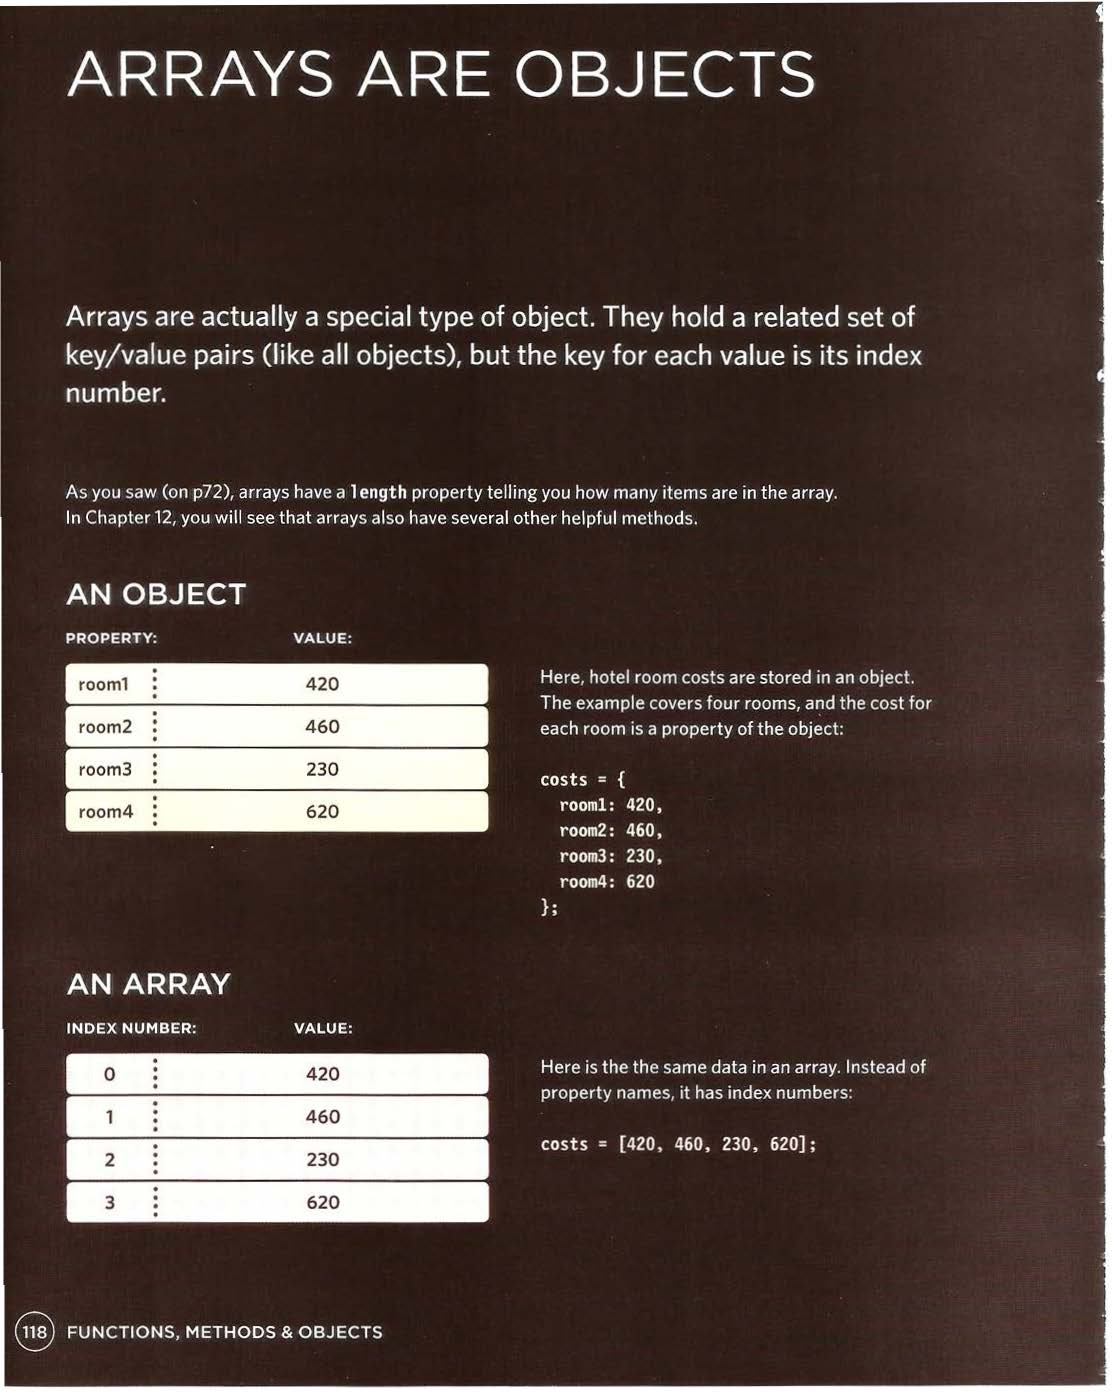 ARRAYS ARE OBJECTS
Arrays are actually a special type of object. They hold a related set of
key/value pairs (like all objects), but the key for each value is its index
number.
As you saw (on p72), arrays have a length property telling you how many items are in the array.
In Chapter 12, you will see that arrays also have several other helpful methods.
AN OBJECT
PROPERTY: VALUE:
room1 420
room2 460
room3 230
room4 620
Here, hotel room costs are stored in an object.
The example covers four rooms, and the cost for
each room is a property of the object:
costs = {
room1: 420,
room2: 460,
room3: 230,
room4: 620
};
AN ARRAY
INDEX NUMBER: VALUE:
0 420
1 460
2 230
3 620
Here is the the same data in an array. Instead of
property names, it has index numbers:
costs = [420, 460, 230, 620];
118 FUNCTIONS, METHODS & OBJECTS